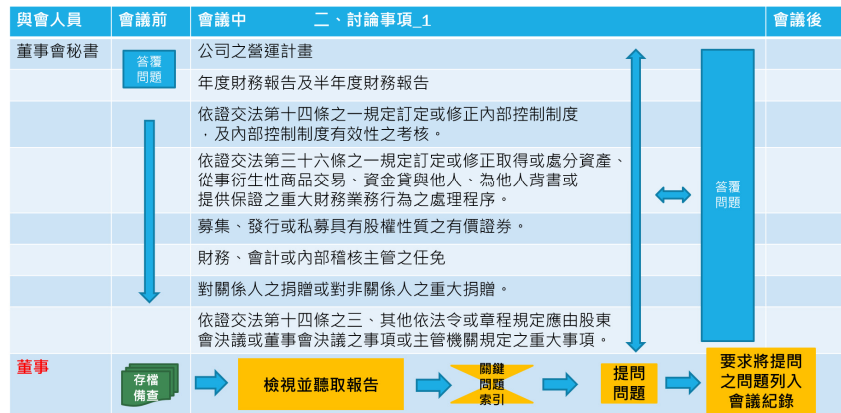 與會人員 會議前 會議中 二、討論事項_1 會議後
董事會秘書
答覆
問題
公司之營運計畫
年度財務報告及半年度財務報告
依證交法第十四條之一規定訂定或修正內部控制制度
，及內部控制制度有效性之考核。
依證交法第三十六條之一規定訂定或修正取得或處分資產、
從事衍生性商品交易、資金貸與他人、為他人背書或
提供保證之重大財務業務行為之處理程序。
募集、發行或私募具有股權性質之有價證券。
財務、會計或內部稽核主管之任免
對關係人之捐贈或對非關係人之重大捐贈。
依證交法第十四條之三、其他依法令或章程規定應由股東
會決議或董事會決議之事項或主管機關規定之重大事項。
答覆
問題
董事
存檔
備查
檢視並聽取報告
關鍵
問題
索引
提問
問題
要求將提問
之問題列入
會議紀錄